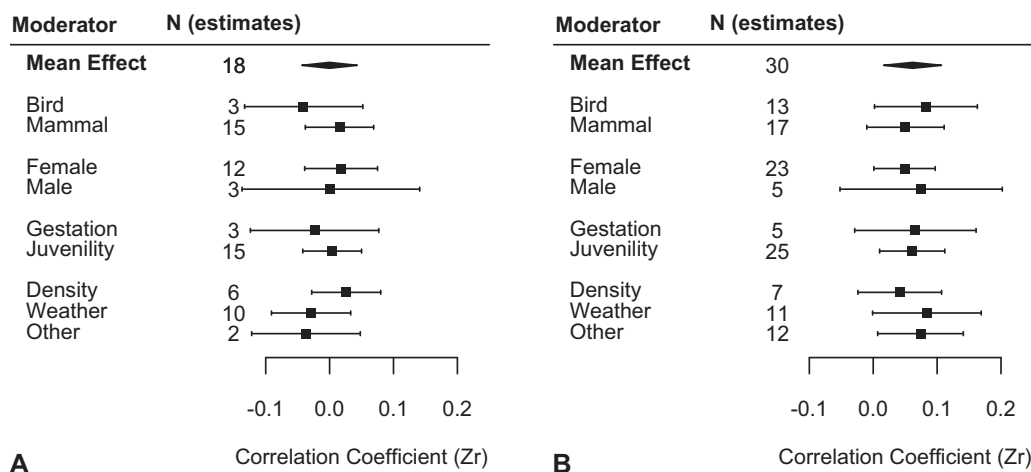 Moderator N (estimates)
Mean Effect 18
Bird 3
Mammal 15
Female 12
Male 3
Gestation 3
Juvenility 15
Density 6
Weather 10
Other 2
-0.1 0.0 0.1 0.2
A Correlation Coefficient (Zr)
Moderator N (estimates)
Mean Effect 30
Bird 13
Mammal 17
Female 23
Male 5
Gestation 5
Juvenility 25
Density 7
Weather 11
Other 12
-0.1 0.0 0.1 0.2
B Correlation Coefficient (Zr)